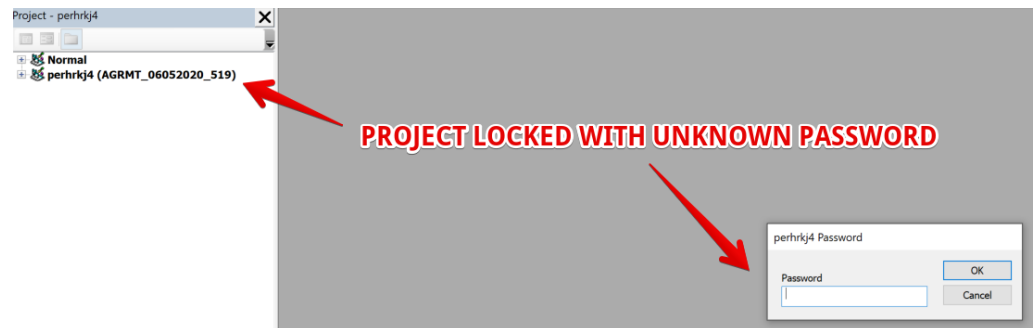 Project - perhrkj4
Normal
perhrkj4 (AGRMT_06052020_519)
PROJECT LOCKED WITH UNKNOWN PASSWORD
perhrkj4 Password
Password
OK
Cancel